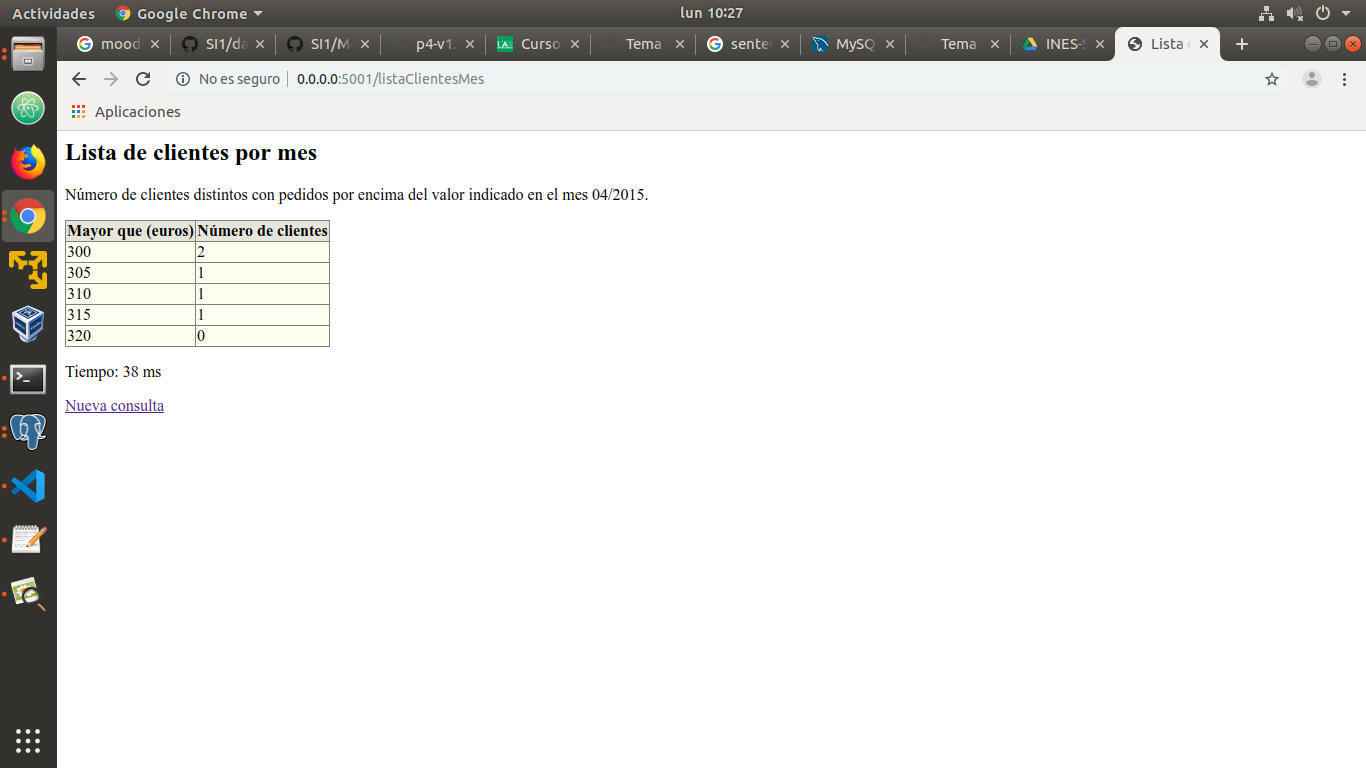 Actividades Google Chrome lun 10:27
mood SI1/da SI1/M p4-v1. Curso Tema senter MySQ Tema INES-S Lista
No es seguro 0.0.0.0:5001/listaClientesMes
Aplicaciones
Lista de clientes por mes
Número de clientes distintos con pedidos por encima del valor indicado en el mes 04/2015.
Mayor que (euros) Número de clientes
300 2
305 1
310 1
315 1
320 0
Tiempo: 38 ms
Nueva consulta